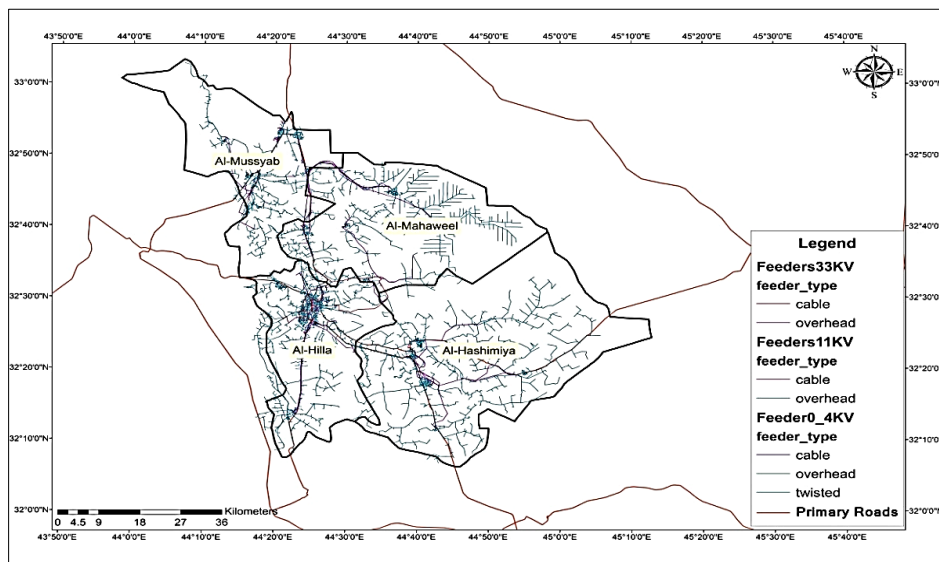 43°50'0"E 44°0'0"E 44°10'0"E 44°20'0"E 44°30'0"E 44°40'0"E 44°50'0"E 45°0'0"E 45°10'0"E 45°20'0"E 45°30'0"E 45°40'0"E
N
W E
S
33°0'0"N 33°0'0"N
32°50'0"N 32°50'0"N
Al-Mussyab
32°40'0"N 32°40'0"N
Al-Mahaweel
Legend
Feeders33KV
feeder_type
cable
overhead
Feeders11KV
feeder_type
cable
overhead
Feeder0_4KV
feeder_type
cable
overhead
twisted
Primary Roads
32°30'0"N 32°30'0"N
Al-Hilla
Al-Hashimiya
32°20'0"N 32°20'0"N
32°10'0"N 32°10'0"N
32°0'0"N 32°0'0"N
Kilometers
0 4.5 9 18 27 36
43°50'0"E 44°0'0"E 44°10'0"E 44°20'0"E 44°30'0"E 44°40'0"E 44°50'0"E 45°0'0"E 45°10'0"E 45°20'0"E 45°30'0"E 45°40'0"E